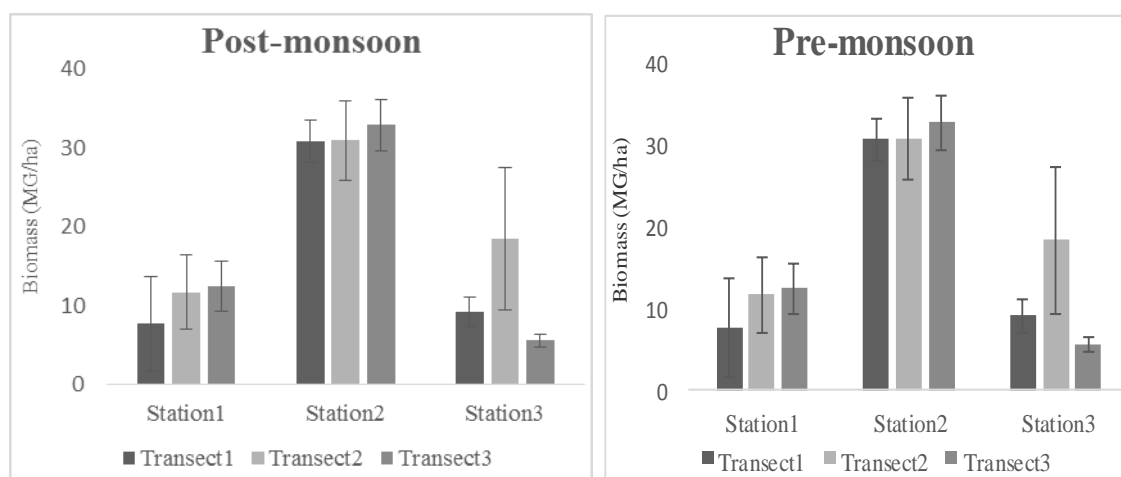 Post-monsoon
40
30
20
10
0
Biomass (MG/ha)
Station1 Station2 Station3
Transect1 Transect2 Transect3
Pre-monsoon
40
30
20
10
0
Biomass (MG/ha)
Station1 Station2 Station3
Transect1 Transect2 Transect3